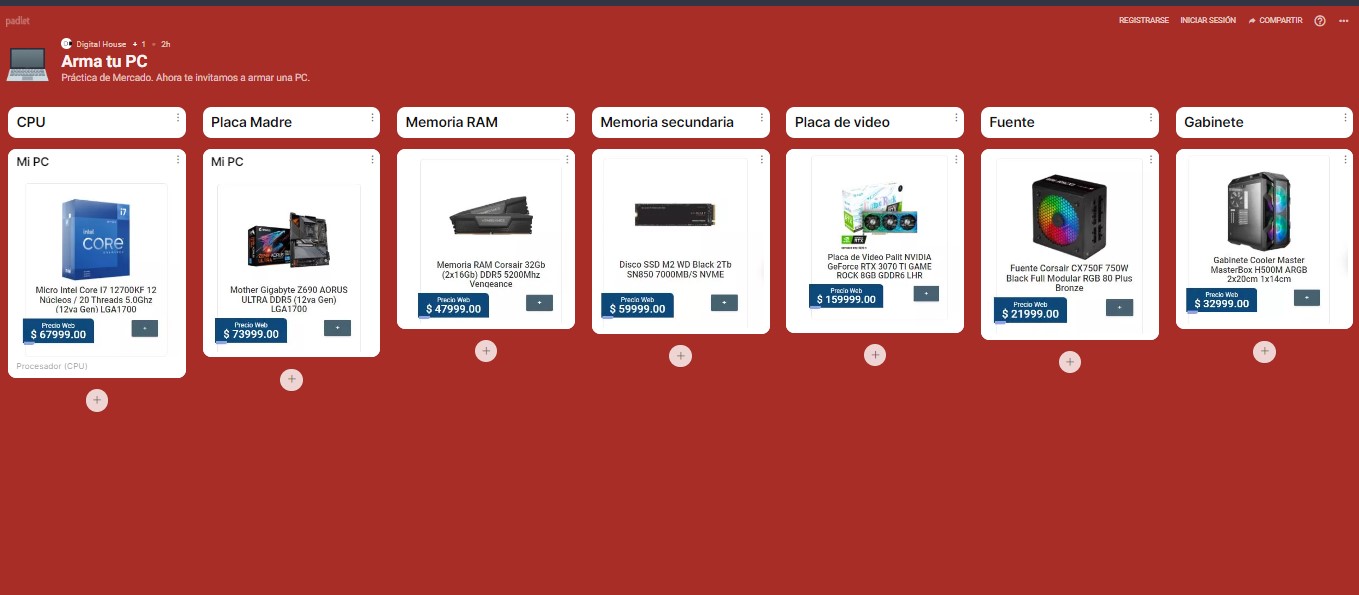 padlet
REGISTRARSE
INICIAR SESIÓN
COMPARTIR
Digital House + 1 • 2h
Arma tu PC
Práctica de Mercado. Ahora te invitamos a armar una PC.
CPU
Mi PC
i7
intel
CORE
Micro Intel Core I7 12700KF 12
Núcleos / 20 Threads 5.0Ghz
(12va Gen) LGA1700
Precio Web
$ 67999.00
+
Procesador (CPU)
Placa Madre
Mi PC
Mother Gigabyte Z690 AORUS
ULTRA DDR5 (12va Gen)
LGA1700
Precio Web
$ 73999.00
+
Memoria RAM
Memoria RAM Corsair 32Gb
(2x16Gb) DDR5 5200Mhz
Vengeance
Precio Web
$ 47999.00
+
Memoria secundaria
Disco SSD M2 WD Black 2Tb
SN850 7000MB/S NVME
Precio Web
$ 59999.00
+
Placa de video
Placa de Video Palit NVIDIA
GeForce RTX 3070 TI GAME
ROCK 8GB GDDR6 LHR
Precio Web
$ 159999.00
+
Fuente
Fuente Corsair CX750F 750W
Black Full Modular RGB 80 Plus
Bronze
Precio Web
$ 21999.00
+
Gabinete
Gabinete Cooler Master
MasterBox H500M ARGB
2x20cm 1x14cm
Precio Web
$ 32999.00
+